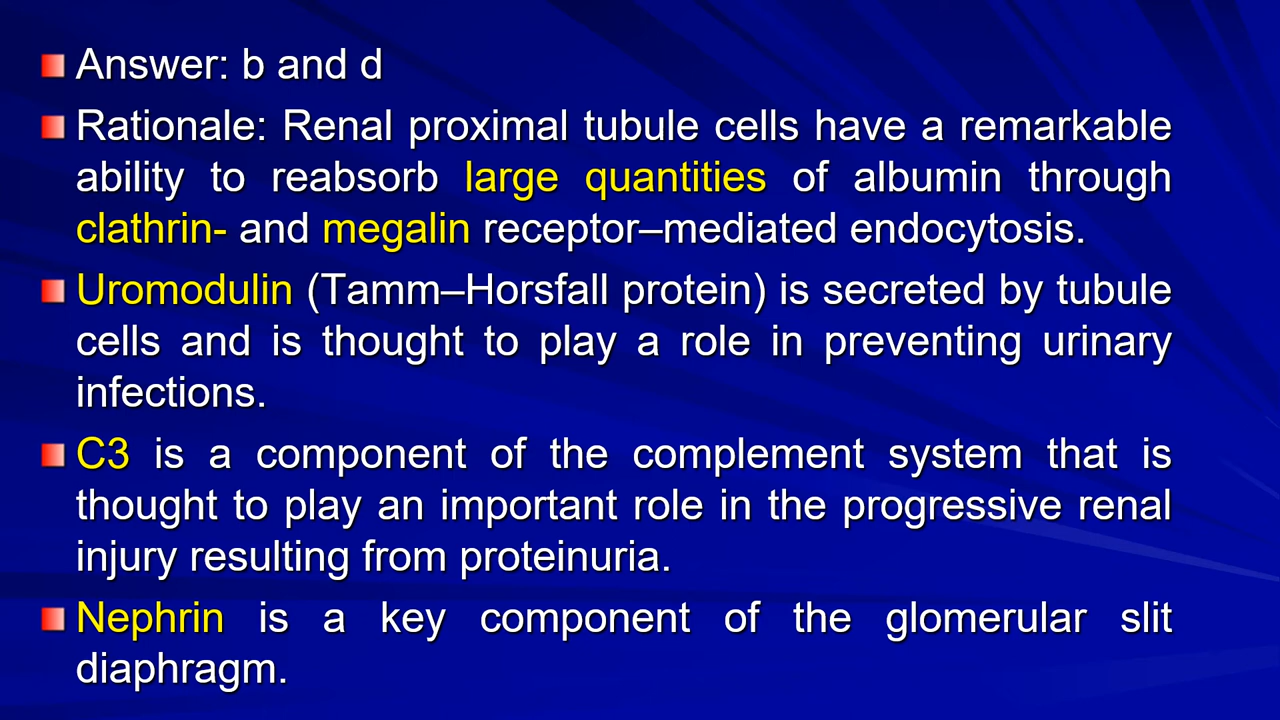 Answer: b and d
Rationale: Renal proximal tubule cells have a remarkable
ability to reabsorb large quantities of albumin through
clathrin- and megalin receptor–mediated endocytosis.
Uromodulin (Tamm–Horsfall protein) is secreted by tubule
cells and is thought to play a role in preventing urinary
infections.
C3 is a component of the complement system that is
thought to play an important role in the progressive renal
injury resulting from proteinuria.
Nephrin is a key component of the glomerular slit
diaphragm.